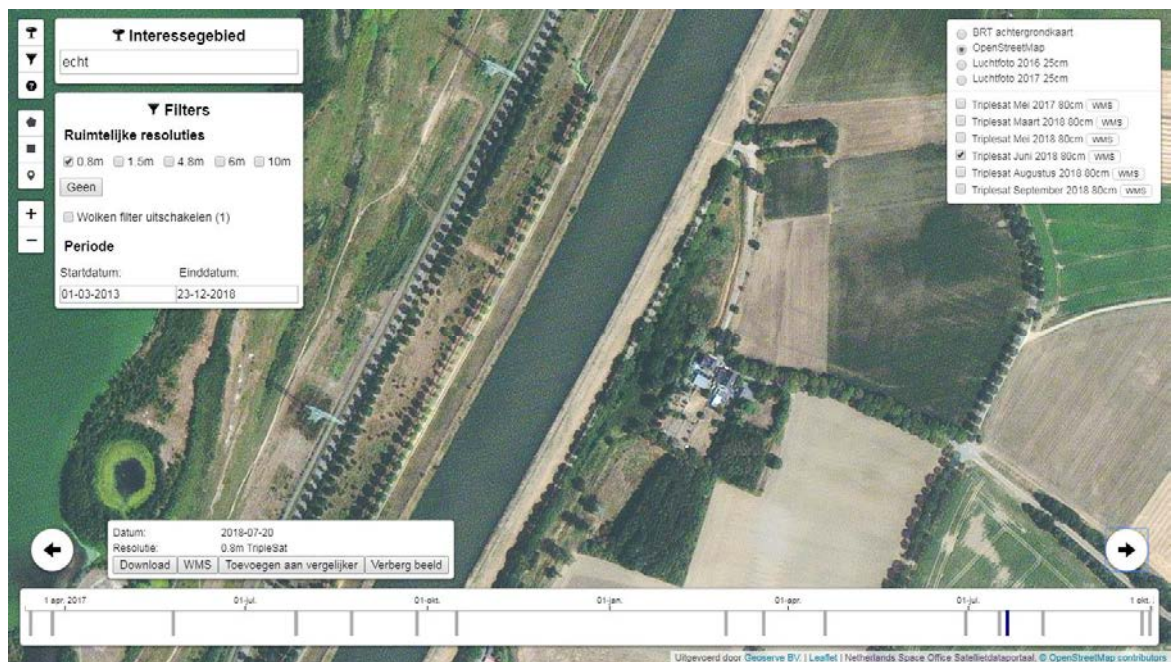 Interessegebied
echt
Filters
Ruimtelijke resoluties
0.8m 1.5m 4.8m 6m 10m
Geen
Wolken filter uitschakelen (1)
Periode
Startdatum: Einddatum:
01-03-2013 23-12-2018
BRT achtergrondkaart
OpenStreetMap
Luchtfoto 2016 25cm
Luchtfoto 2017 25cm
Triplesat Mei 2017 80cm WMS
Triplesat Maart 2018 80cm WMS
Triplesat Mei 2018 80cm WMS
Triplesat Juni 2018 80cm WMS
Triplesat Augustus 2018 80cm WMS
Triplesat September 2018 80cm WMS
Datum: 2018-07-20
Resolutie: 0.8m TripleSat
Download WMS Toevoegen aan vergelijker Verberg beeld
1 apr. 2017 01-jul. 01-okt. 01-jan. 01-apr. 01-jul. 1 okt.
Uitgevoerd door Geoserve BV. | Leaflet | Netherlands Space Office Satellietdataportaal, © OpenStreetMap contributors